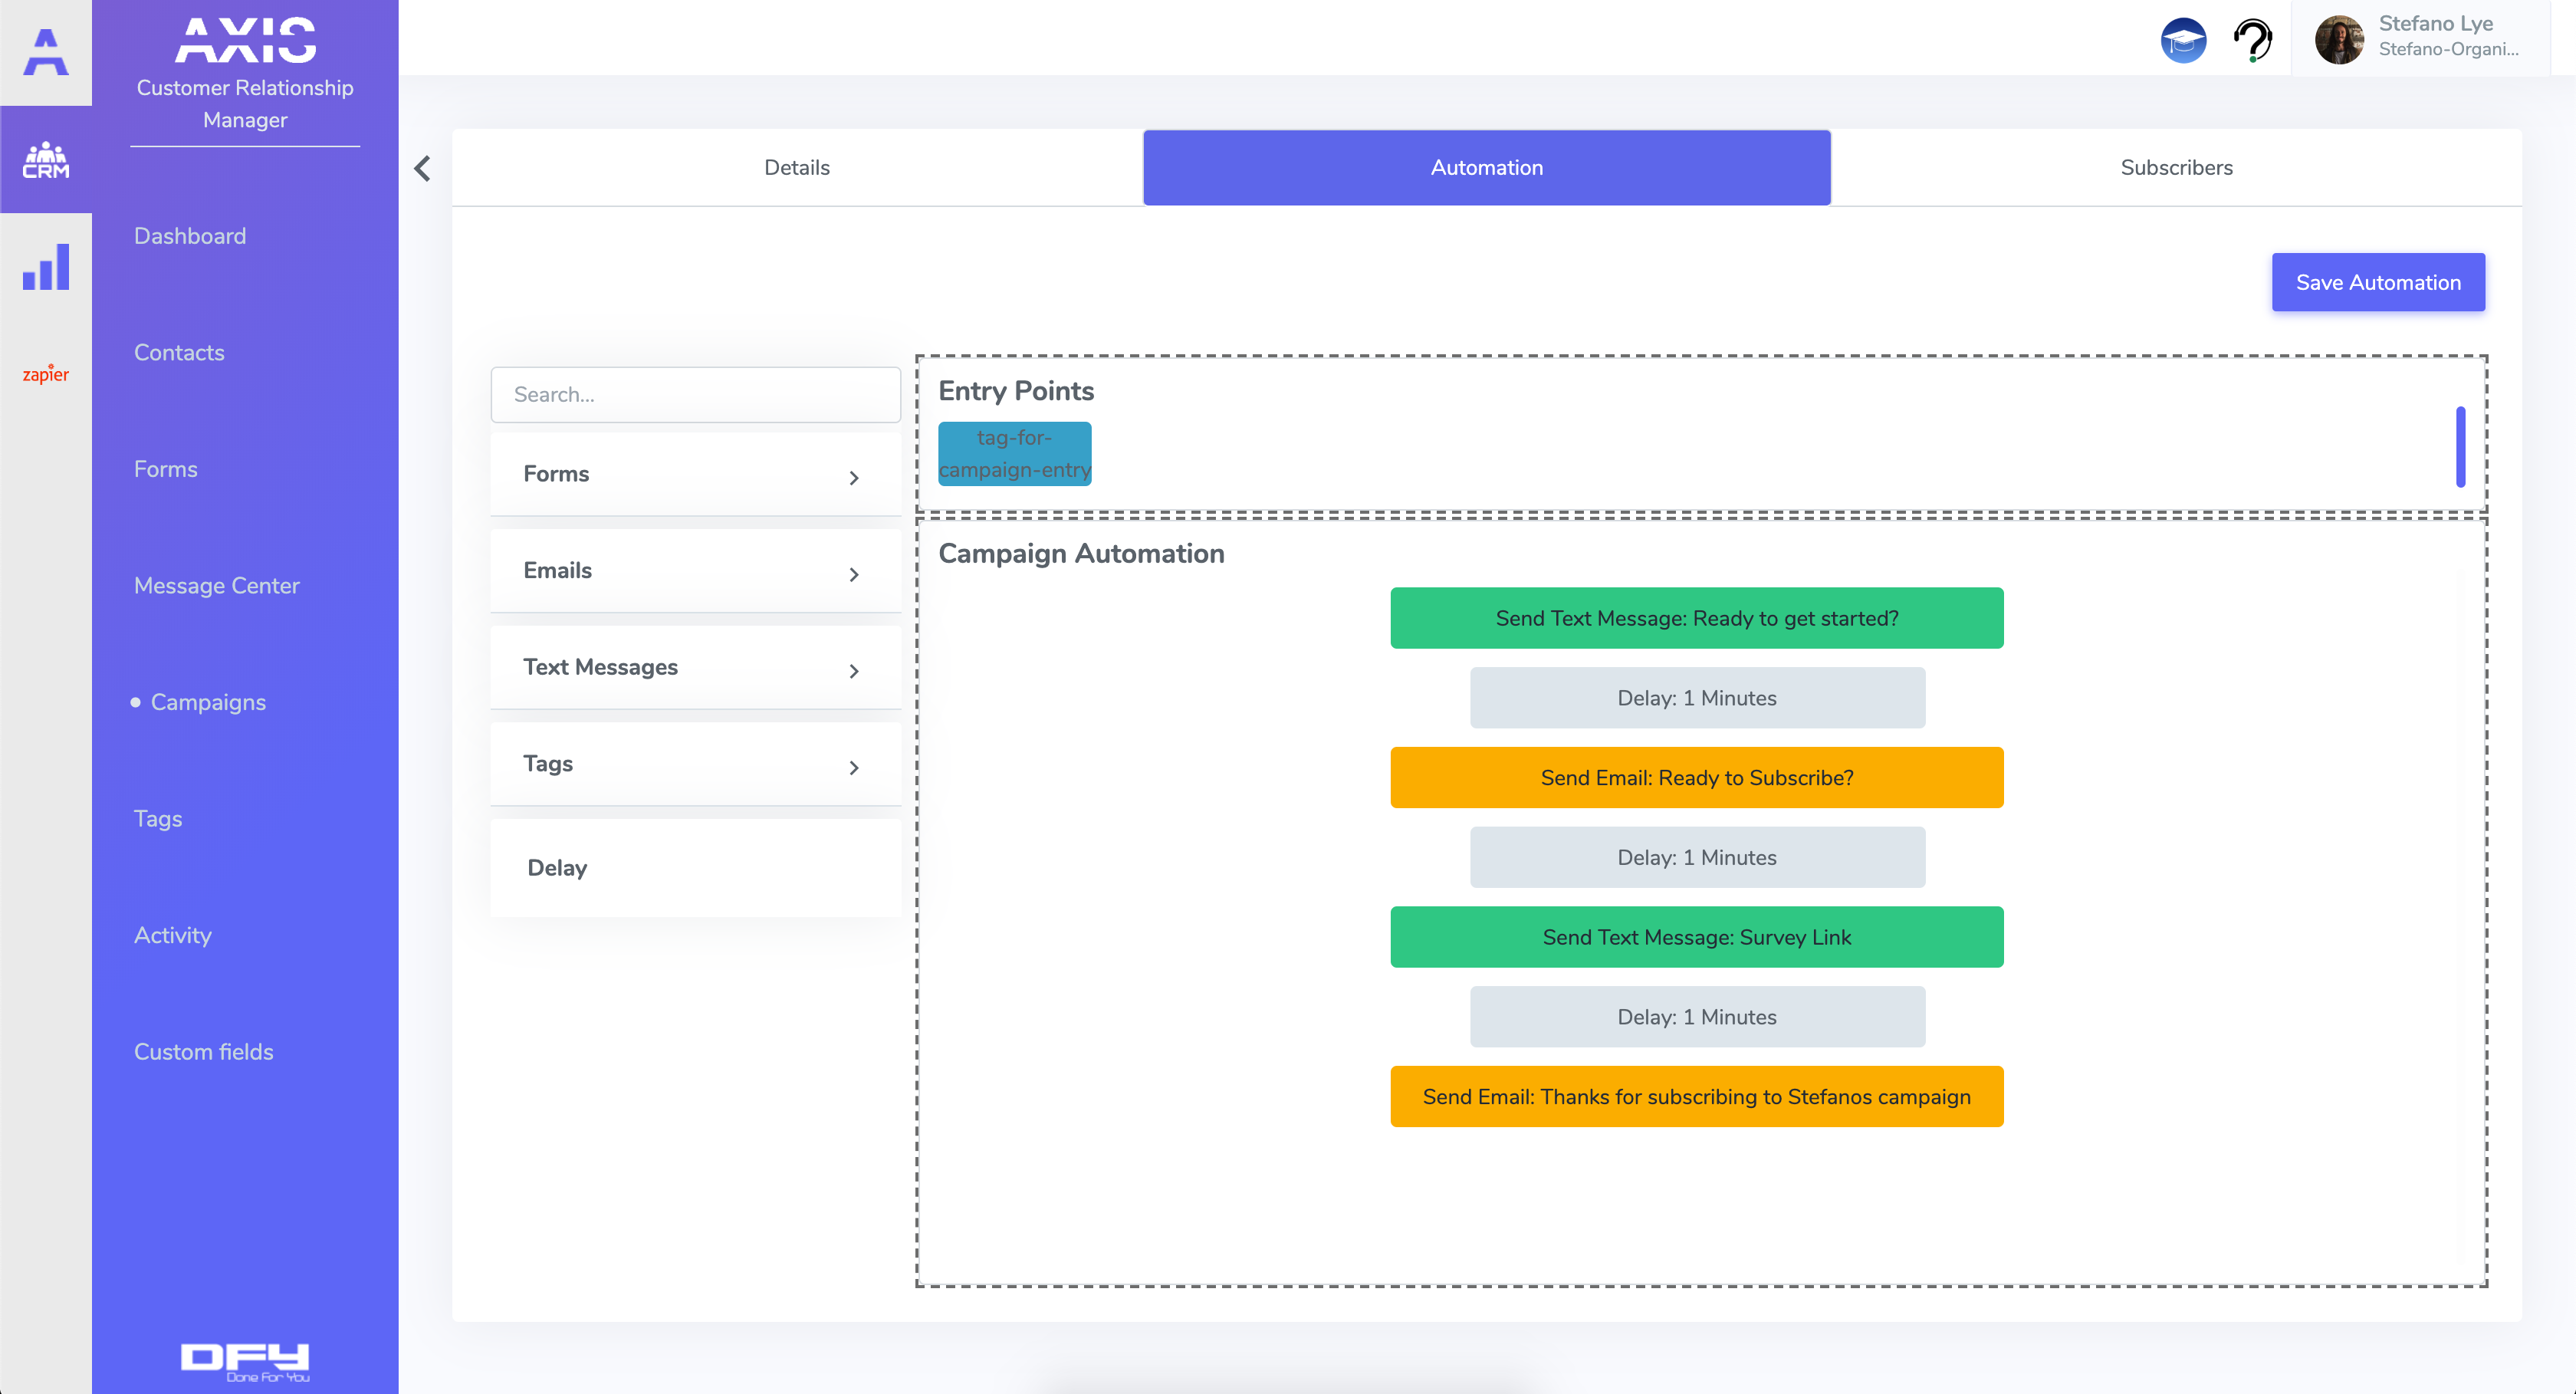 AXIS
Customer Relationship
Manager
CRM
zapier
Dashboard
Contacts
Forms
Message Center
Campaigns
Tags
Activity
Custom fields
DFY
Done For You
Stefano Lye
Stefano-Organi...
Details
Automation
Subscribers
Save Automation
Search...
Forms
Emails
Text Messages
Tags
Delay
Entry Points
tag-for-
campaign-entry
Campaign Automation
Send Text Message: Ready to get started?
Delay: 1 Minutes
Send Email: Ready to Subscribe?
Delay: 1 Minutes
Send Text Message: Survey Link
Delay: 1 Minutes
Send Email: Thanks for subscribing to Stefanos campaign